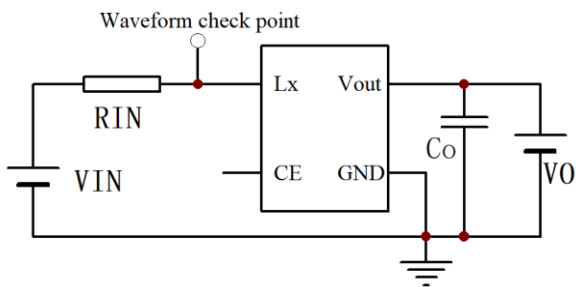 Waveform check point
Lx Vout
RIN
CO
VIN
CE GND
VO